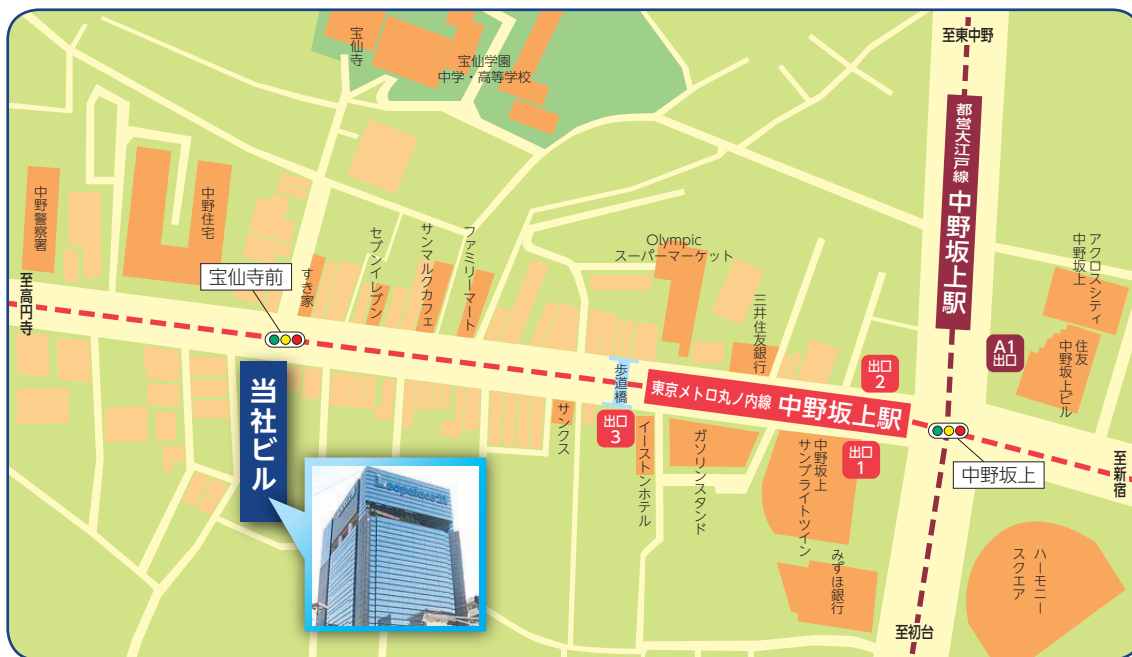 至東中野
宝仙寺
宝仙学園
中学・高等学校
都営大江戸線 中野坂上駅
中野警察署
中野住宅
宝仙寺前
すき家
セブンイレブン
サンマルクカフェ
ファミリーマート
Olympic
スーパーマーケット
三井住友銀行
アクロスシティ
中野坂上
住友
中野坂上ビル
A1
出口
至高円寺
歩道橋
東京メトロ丸ノ内線 中野坂上駅
出口
2
出口
3
出口
1
中野坂上
至新宿
当社ビル
サンクス
イーストンホテル
ガソリンスタンド
中野坂上
サンブライトツイン
みずほ銀行
ハーモニー
スクエア
至初台
Leopalace21